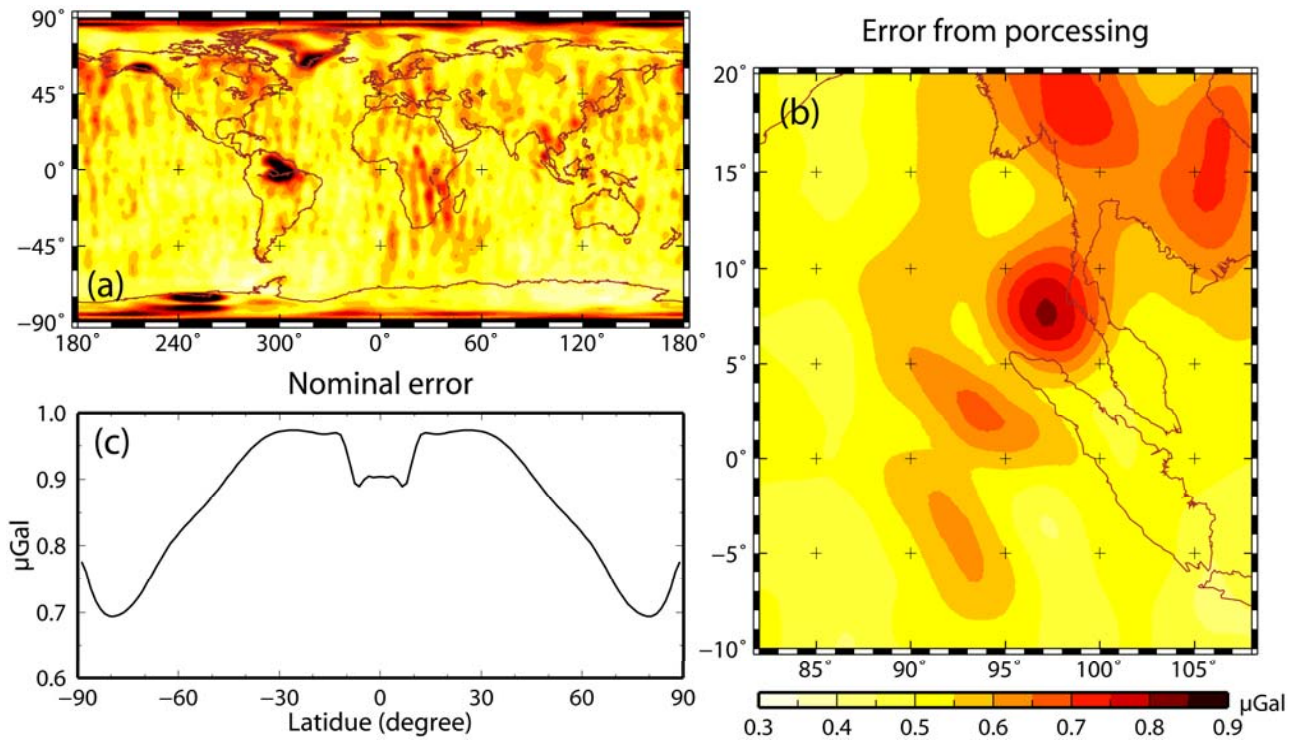 90°
45°
0°
−45°
−90°
(a)
180° 240° 300° 0° 60° 120° 180°
Nominal error
1.0
0.9
0.8
0.7
0.6
µGal
(c)
−90 −60 −30 0 30 60 90
Latidue (degree)
Error from porcessing
20°
15°
10°
5°
0°
−5°
−10°
(b)
85° 90° 95° 100° 105°
µGal
0.3 0.4 0.5 0.6 0.7 0.8 0.9